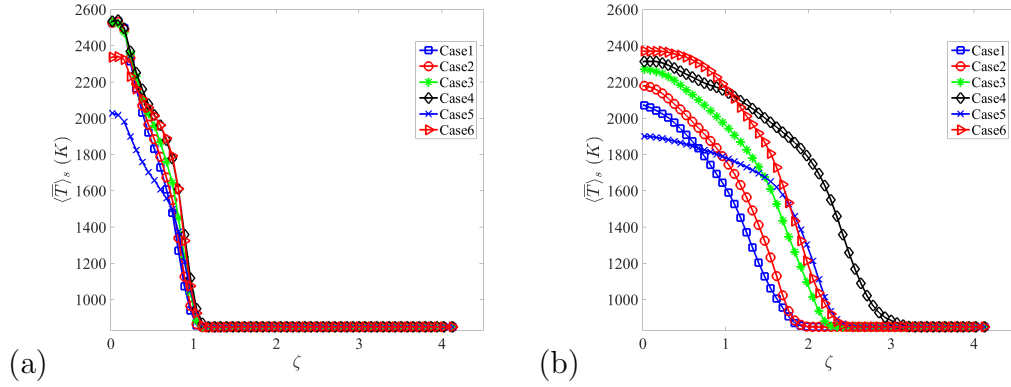 2600
2400
2200
2000
1800
1600
1400
1200
1000
0 1 2 3 4
⟨T̅⟩ₛ (K)
ζ
Case1
Case2
Case3
Case4
Case5
Case6
(a)
2600
2400
2200
2000
1800
1600
1400
1200
1000
0 1 2 3 4
⟨T̅⟩ₛ (K)
ζ
Case1
Case2
Case3
Case4
Case5
Case6
(b)